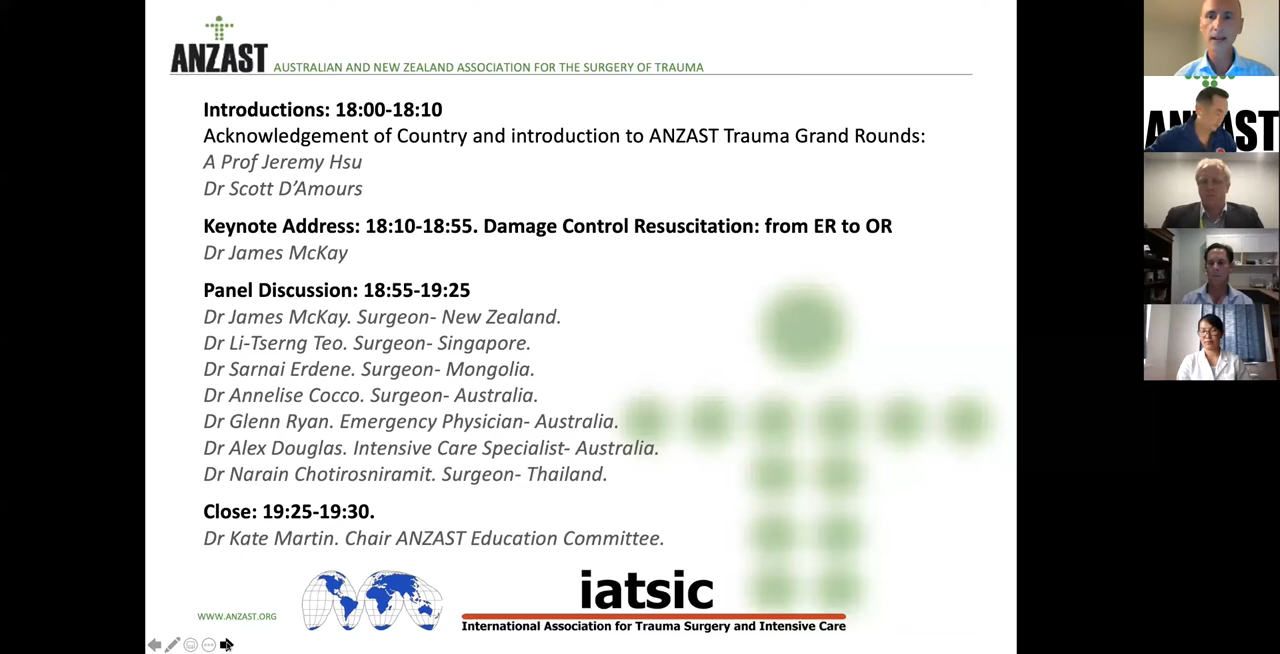 ANZAST AUSTRALIAN AND NEW ZEALAND ASSOCIATION FOR THE SURGERY OF TRAUMA
Introductions: 18:00-18:10
Acknowledgement of Country and introduction to ANZAST Trauma Grand Rounds:
A Prof Jeremy Hsu
Dr Scott D’Amours
Keynote Address: 18:10-18:55. Damage Control Resuscitation: from ER to OR
Dr James McKay
Panel Discussion: 18:55-19:25
Dr James McKay. Surgeon- New Zealand.
Dr Li-Tserng Teo. Surgeon- Singapore.
Dr Sarnai Erdene. Surgeon- Mongolia.
Dr Annelise Cocco. Surgeon- Australia.
Dr Glenn Ryan. Emergency Physician- Australia.
Dr Alex Douglas. Intensive Care Specialist- Australia.
Dr Narain Chotirosniramit. Surgeon- Thailand.
Close: 19:25-19:30.
Dr Kate Martin. Chair ANZAST Education Committee.
WWW.ANZAST.ORG
iatsic
International Association for Trauma Surgery and Intensive Care